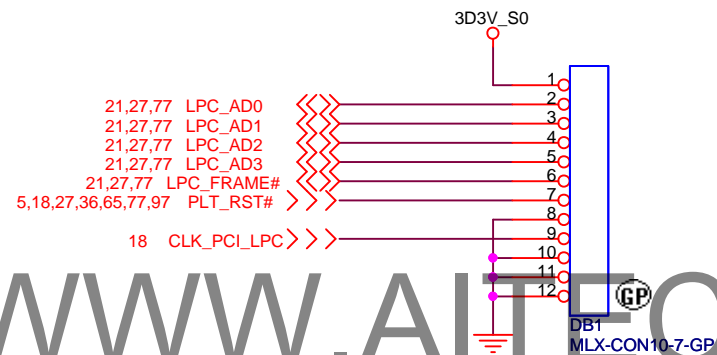 3D3V_S0
1
21,27,77 LPC_AD0 2
21,27,77 LPC_AD1 3
21,27,77 LPC_AD2 4
21,27,77 LPC_AD3 5
21,27,77 LPC_FRAME# 6
5,18,27,36,65,77,97 PLT_RST# 7
8
18 CLK_PCI_LPC 9
10
11
12
GP
WWW.AITEC
DB1
MLX-CON10-7-GP